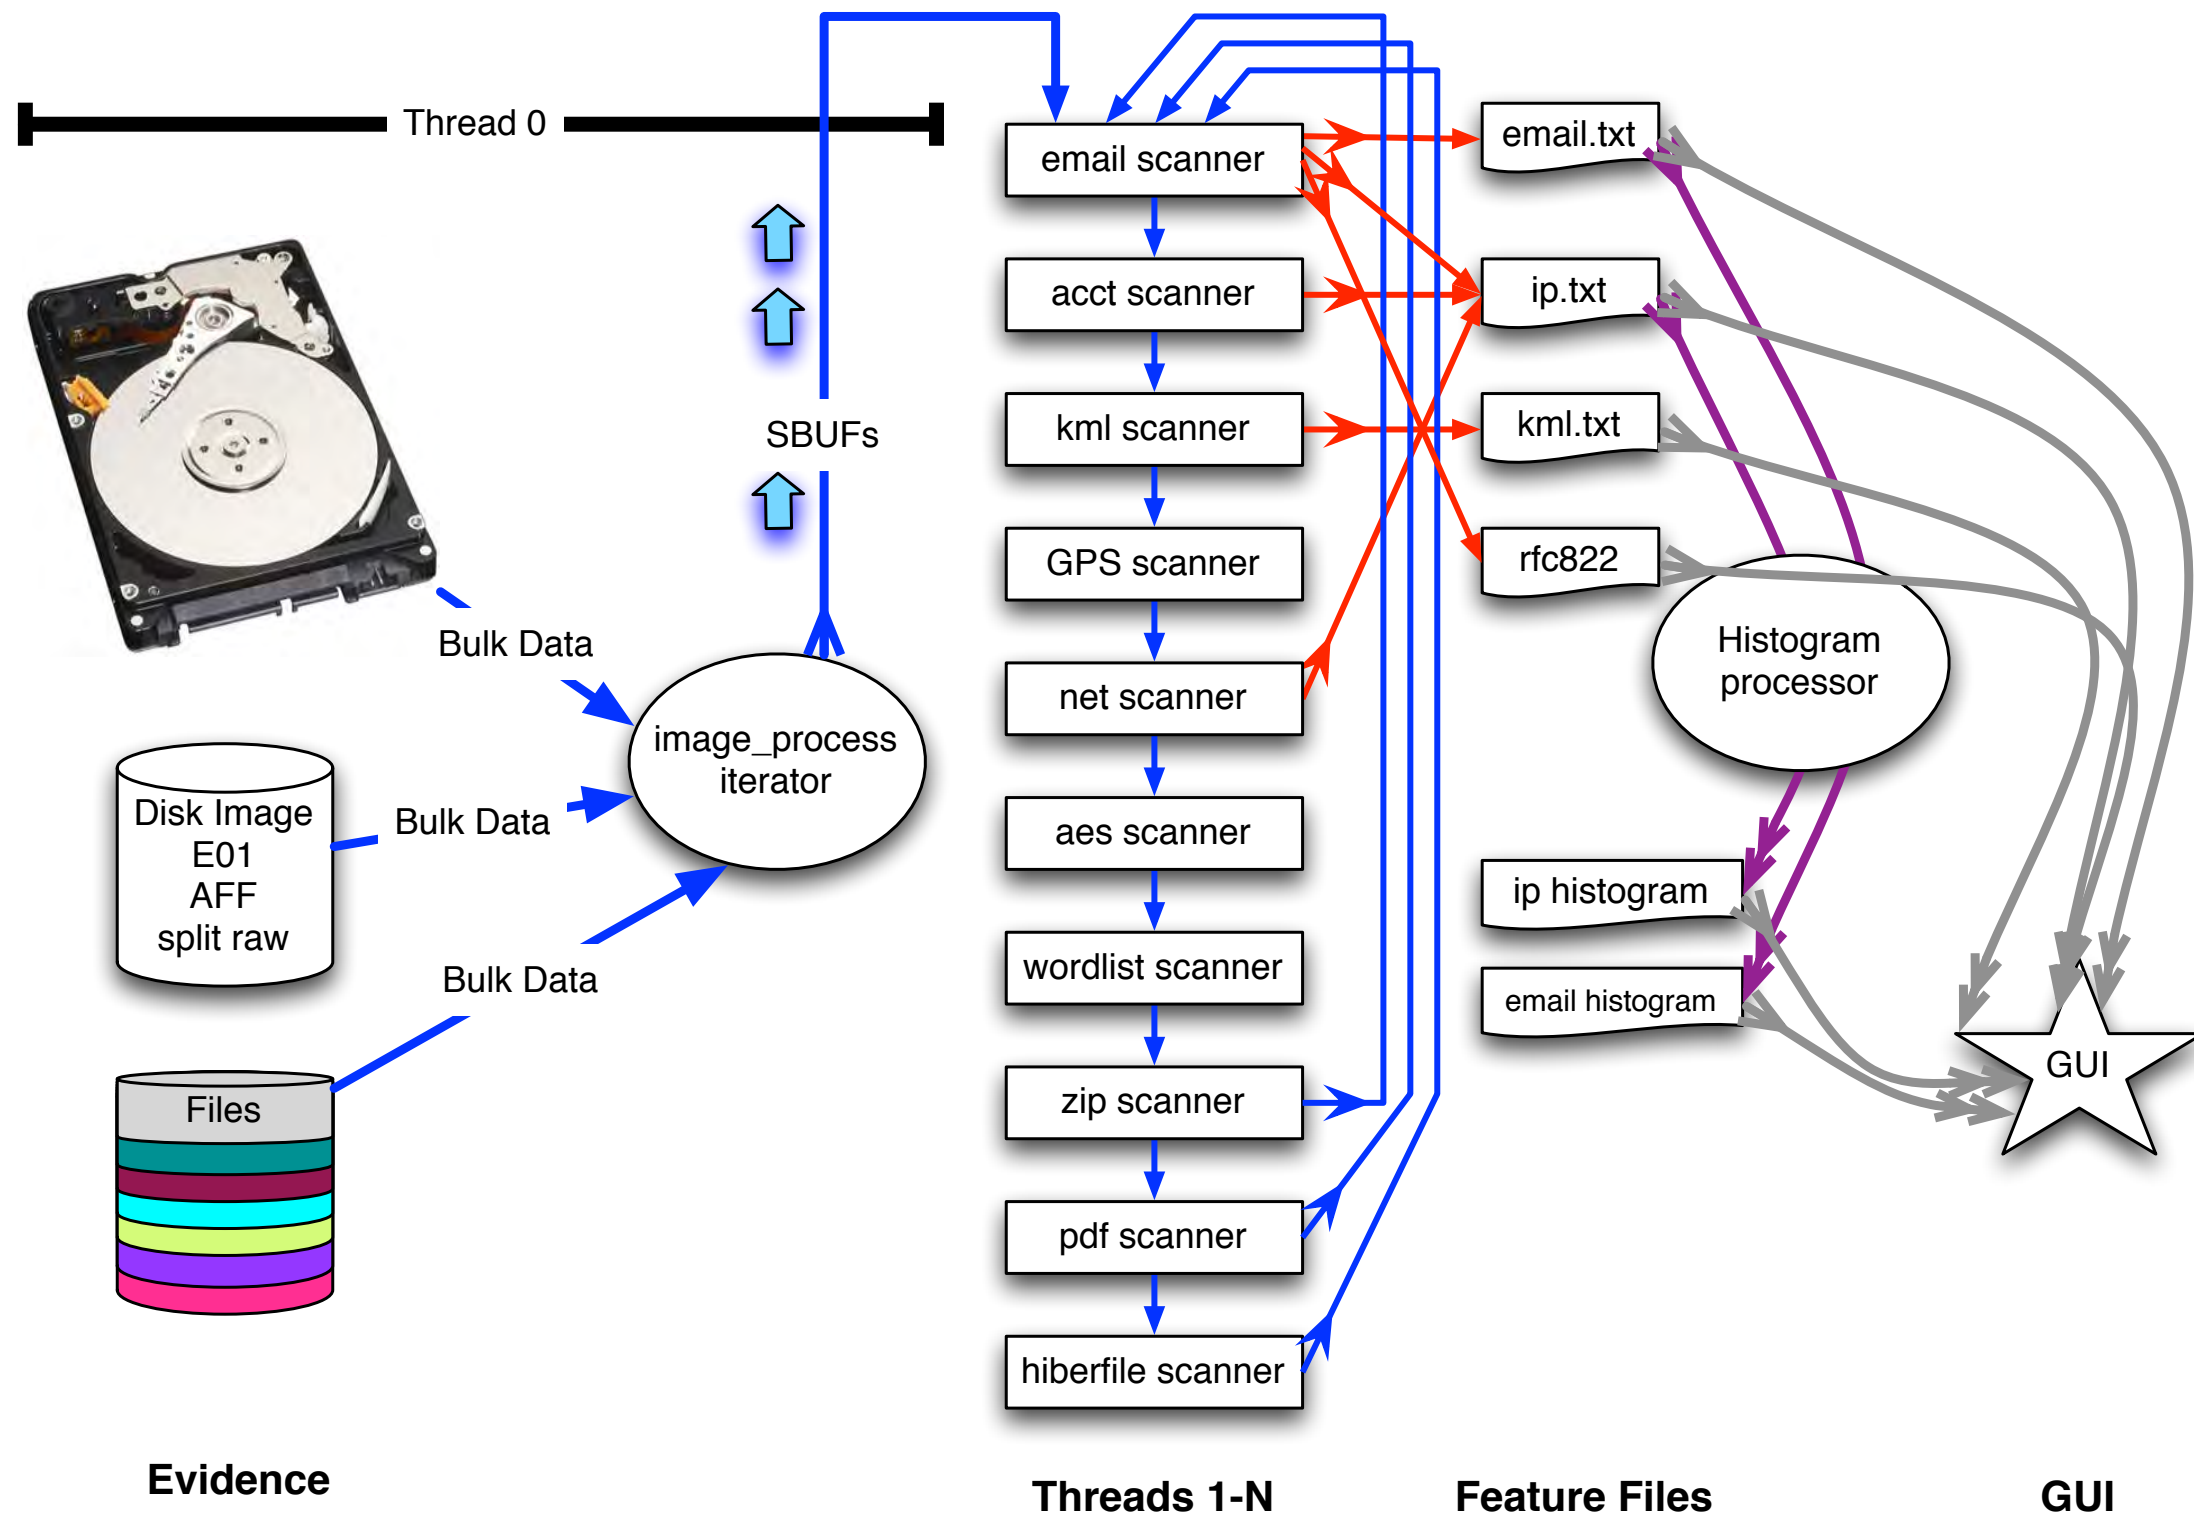 Thread 0
SBUFs
Bulk Data
Bulk Data
Bulk Data
image_process
iterator
Disk Image
E01
AFF
split raw
Files
Evidence
email scanner
acct scanner
kml scanner
GPS scanner
net scanner
aes scanner
wordlist scanner
zip scanner
pdf scanner
hiberfile scanner
Threads 1-N
email.txt
ip.txt
kml.txt
rfc822
Histogram
processor
ip histogram
email histogram
Feature Files
GUI
GUI